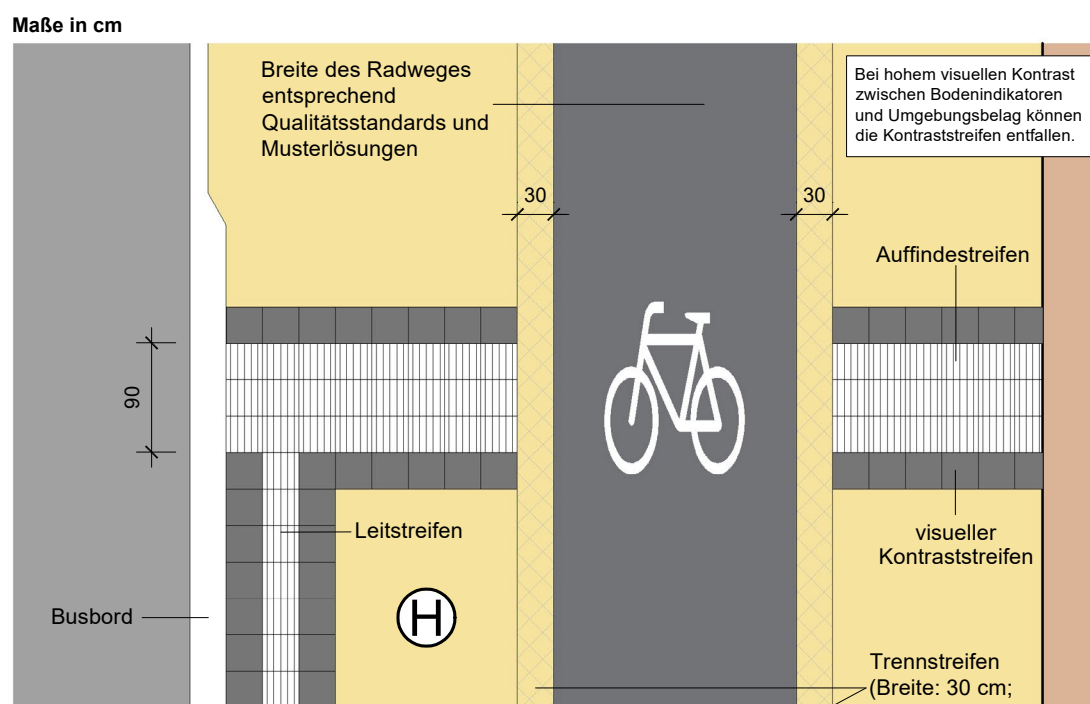 Maße in cm
Breite des Radweges
entsprechend
Qualitätsstandards und
Musterlösungen
Bei hohem visuellen Kontrast
zwischen Bodenindikatoren
und Umgebungsbelag können
die Kontraststreifen entfallen.
30
30
Auffindestreifen
90
Leitstreifen
visueller
Kontraststreifen
Busbord
H
Trennstreifen
(Breite: 30 cm;